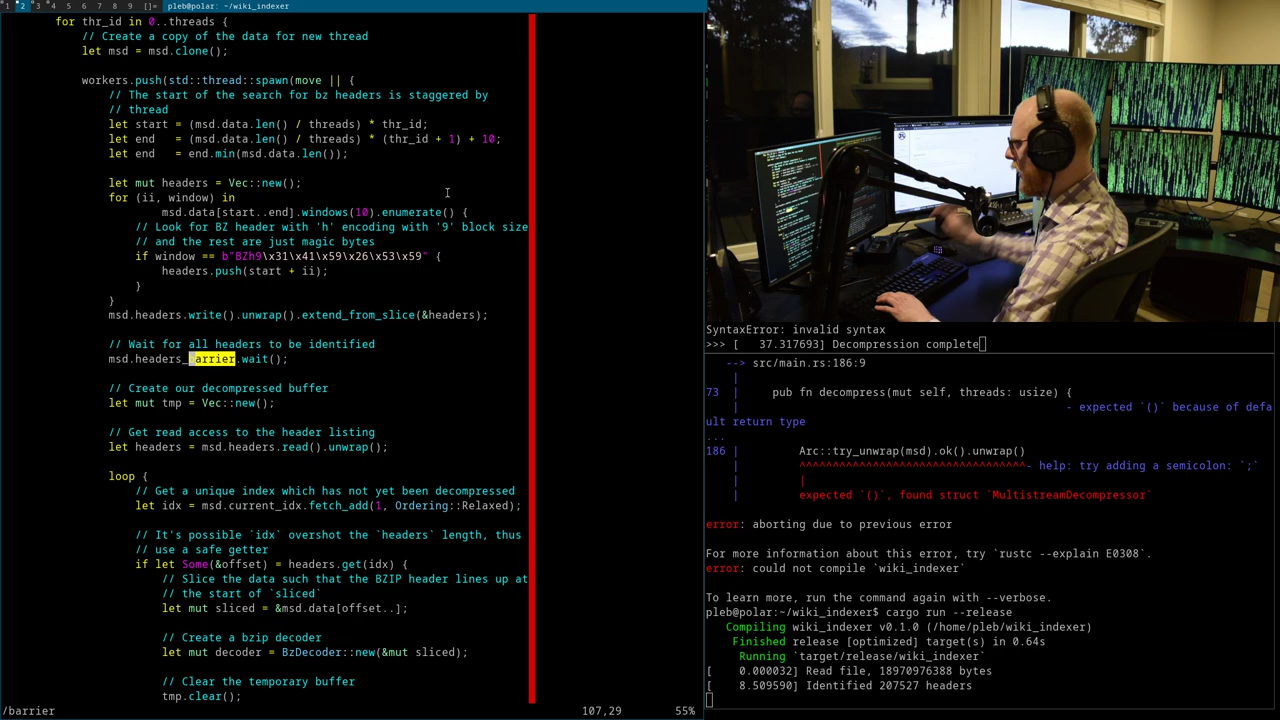 1 2 3 4 5 6 7 8 9 []= pleb@polar: ~/wiki_indexer
for thr_id in 0..threads {
// Create a copy of the data for new thread
let msd = msd.clone();
workers.push(std::thread::spawn(move || {
// The start of the search for bz headers is staggered by
// thread
let start = (msd.data.len() / threads) * thr_id;
let end   = (msd.data.len() / threads) * (thr_id + 1) + 10;
let end   = end.min(msd.data.len());
let mut headers = Vec::new();
for (ii, window) in
msd.data[start..end].windows(10).enumerate() {
// Look for BZ header with 'h' encoding with '9' block size
// and the rest are just magic bytes
if window == b"BZh9\x31\x41\x59\x26\x53\x59" {
headers.push(start + ii);
}
}
msd.headers.write().unwrap().extend_from_slice(&headers);
// Wait for all headers to be identified
msd.headers_barrier.wait();
// Create our decompressed buffer
let mut tmp = Vec::new();
// Get read access to the header listing
let headers = msd.headers.read().unwrap();
loop {
// Get a unique index which has not yet been decompressed
let idx = msd.current_idx.fetch_add(1, Ordering::Relaxed);
// It's possible `idx` overshot the `headers` length, thus
// use a safe getter
if let Some(&offset) = headers.get(idx) {
// Slice the data such that the BZIP header lines up at
// the start of `sliced`
let mut sliced = &msd.data[offset..];
// Create a bzip decoder
let mut decoder = BzDecoder::new(&mut sliced);
// Clear the temporary buffer
tmp.clear();
/barrier 107,29 55%
SyntaxError: invalid syntax
>>> [   37.317693] Decompression complete
--> src/main.rs:186:9
|
73  |     pub fn decompress(mut self, threads: usize) {
|                                                 - expected `()` because of defa
ult return type
...
186 |         Arc::try_unwrap(msd).ok().unwrap()
|         ^^^^^^^^^^^^^^^^^^^^^^^^^^^^^^^^^^- help: try adding a semicolon: `;`
|         |
|         expected `()`, found struct `MultistreamDecompressor`
error: aborting due to previous error
For more information about this error, try `rustc --explain E0308`.
error: could not compile `wiki_indexer`
To learn more, run the command again with --verbose.
pleb@polar:~/wiki_indexer$ cargo run --release
Compiling wiki_indexer v0.1.0 (/home/pleb/wiki_indexer)
Finished release [optimized] target(s) in 0.64s
Running `target/release/wiki_indexer`
[    0.000032] Read file, 18970976388 bytes
[    8.509590] Identified 207527 headers